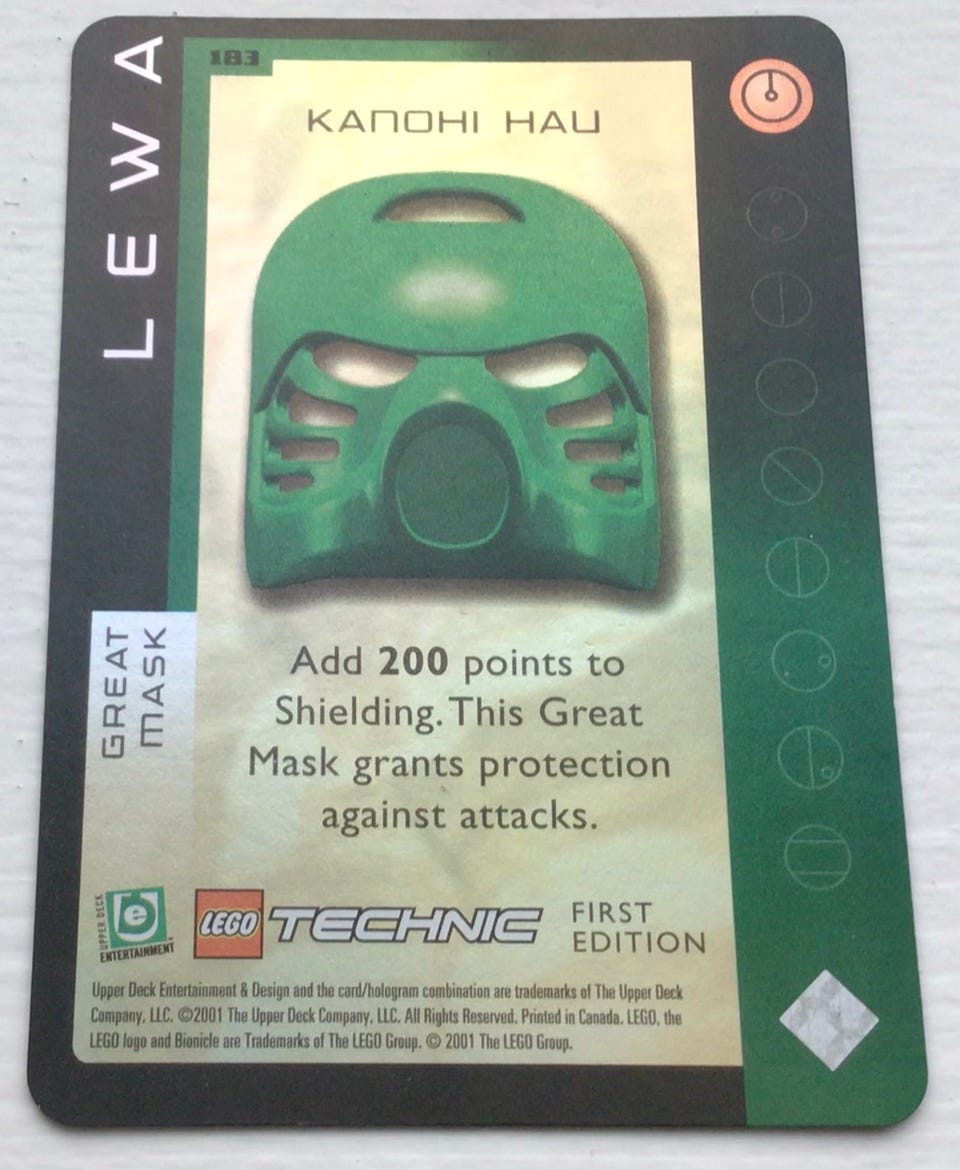 LEWA
183
KANOHI HAU
GREAT
MASK
Add 200 points to
Shielding. This Great
Mask grants protection
against attacks.
UPPER DECK
e
ENTERTAINMENT
LEGO TECHNIC
FIRST
EDITION
Upper Deck Entertainment & Design and the card/hologram combination are trademarks of The Upper Deck
Company, LLC. ©2001 The Upper Deck Company, LLC. All Rights Reserved. Printed in Canada. LEGO, the
LEGO logo and Bionicle are Trademarks of The LEGO Group. © 2001 The LEGO Group.